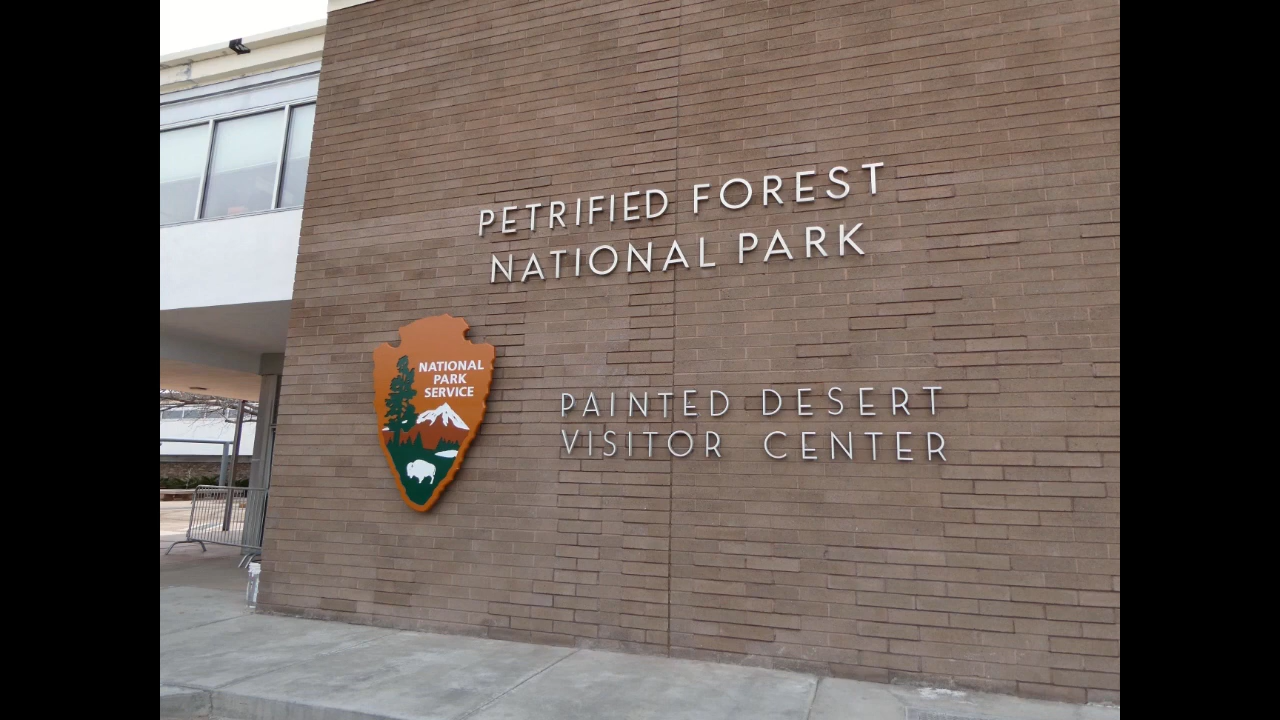 PETRIFIED FOREST
NATIONAL PARK
NATIONAL
PARK
SERVICE
PAINTED DESERT
VISITOR CENTER